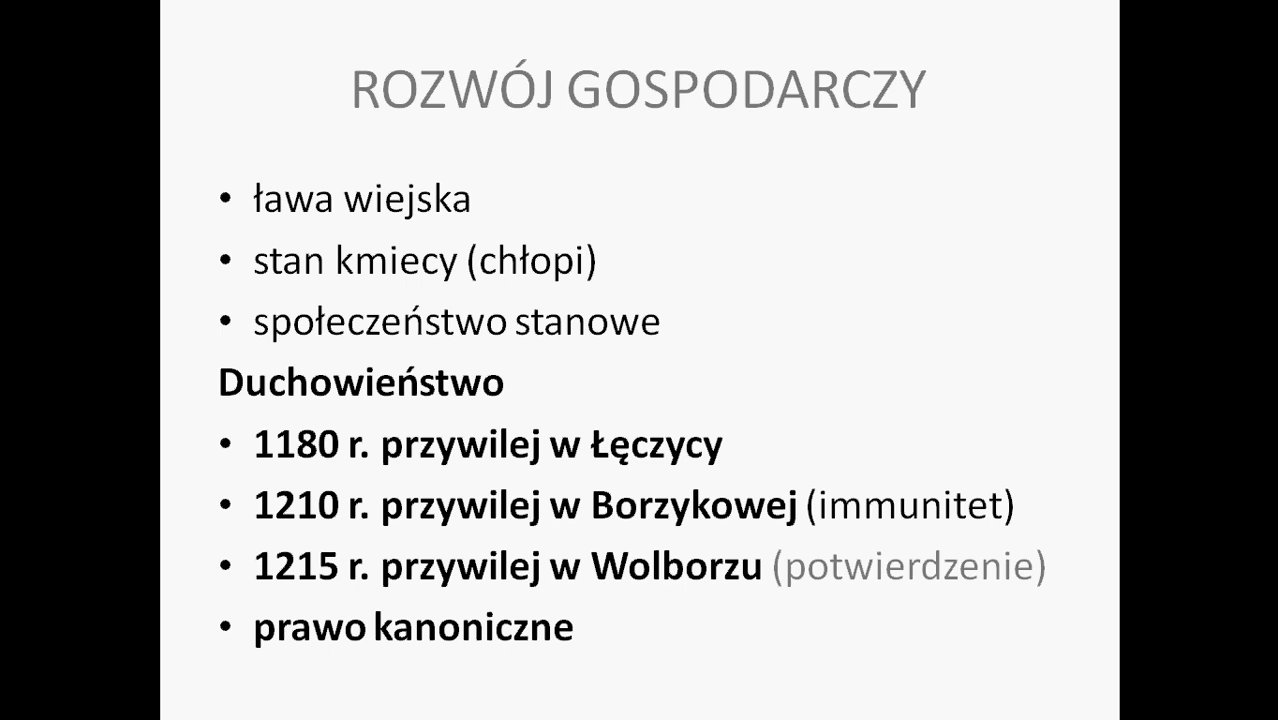 ROZWÓJ GOSPODARCZY
• ława wiejska
• stan kmiecy (chłopi)
• społeczeństwo stanowe
Duchowieństwo
• 1180 r. przywilej w Łęczycy
• 1210 r. przywilej w Borzykowej (immunitet)
• 1215 r. przywilej w Wolborzu (potwierdzenie)
• prawo kanoniczne